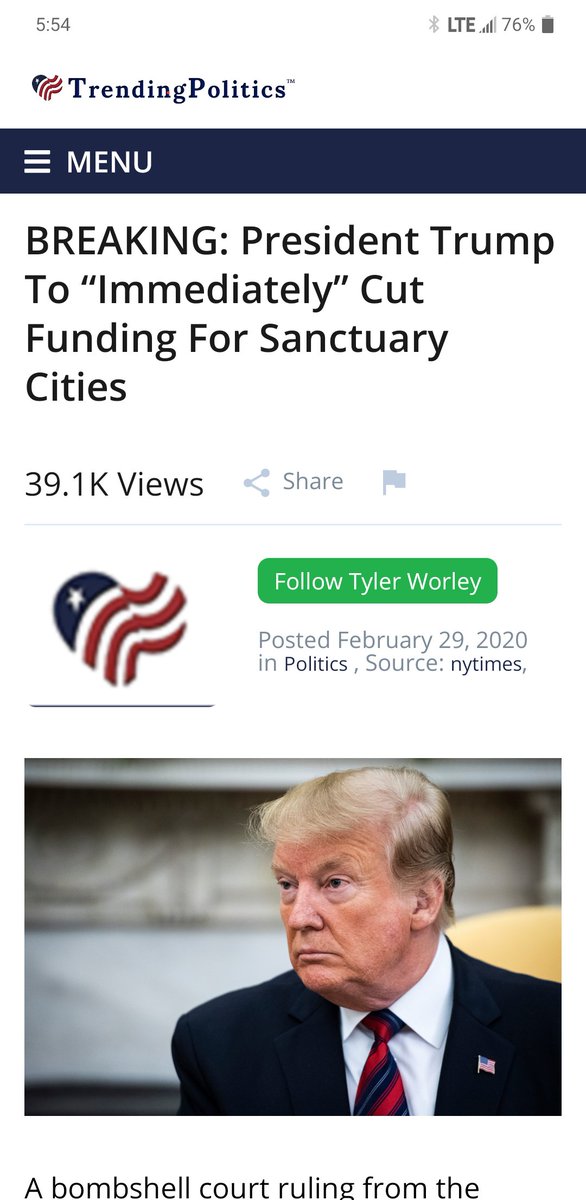 5:54 LTE 76%
TrendingPolitics™
MENU
BREAKING: President Trump
To “Immediately” Cut
Funding For Sanctuary
Cities
39.1K Views Share
Follow Tyler Worley
Posted February 29, 2020
in Politics , Source: nytimes,
A bombshell court ruling from the